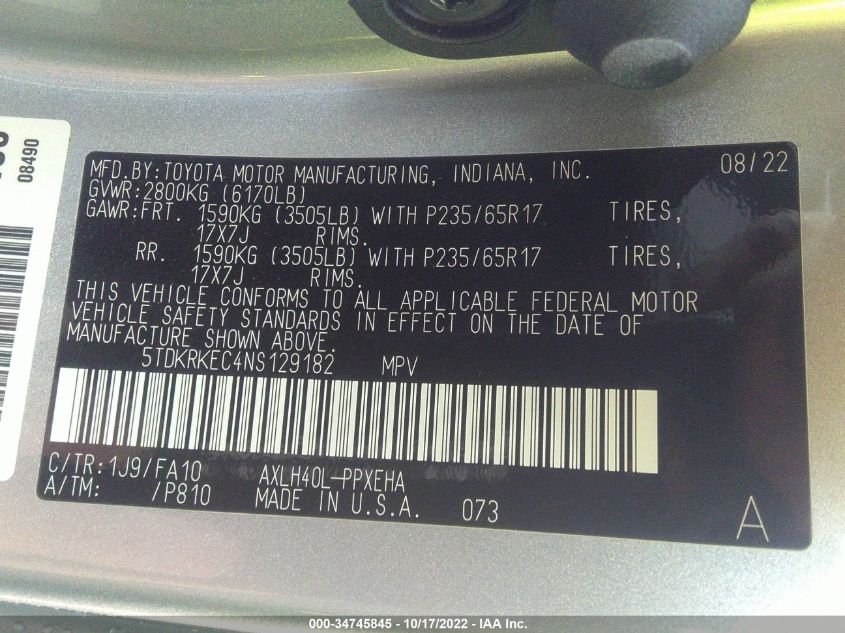 08490
MFD.BY:TOYOTA MOTOR MANUFACTURING, INDIANA, INC. 08/22
GVWR:2800KG (6170LB)
GAWR:FRT. 1590KG (3505LB) WITH P235/65R17 TIRES,
17X7J RIMS.
RR. 1590KG (3505LB) WITH P235/65R17 TIRES,
17X7J RIMS.
THIS VEHICLE CONFORMS TO ALL APPLICABLE FEDERAL MOTOR
VEHICLE SAFETY STANDARDS IN EFFECT ON THE DATE OF
MANUFACTURE SHOWN ABOVE.
5TDKRKEC4NS129182 MPV
C/TR:1J9/FA10 AXLH40L-PPXEHA
A/TM: /P810 MADE IN U.S.A. 073 A
000-34745845 - 10/17/2022 - IAA Inc.